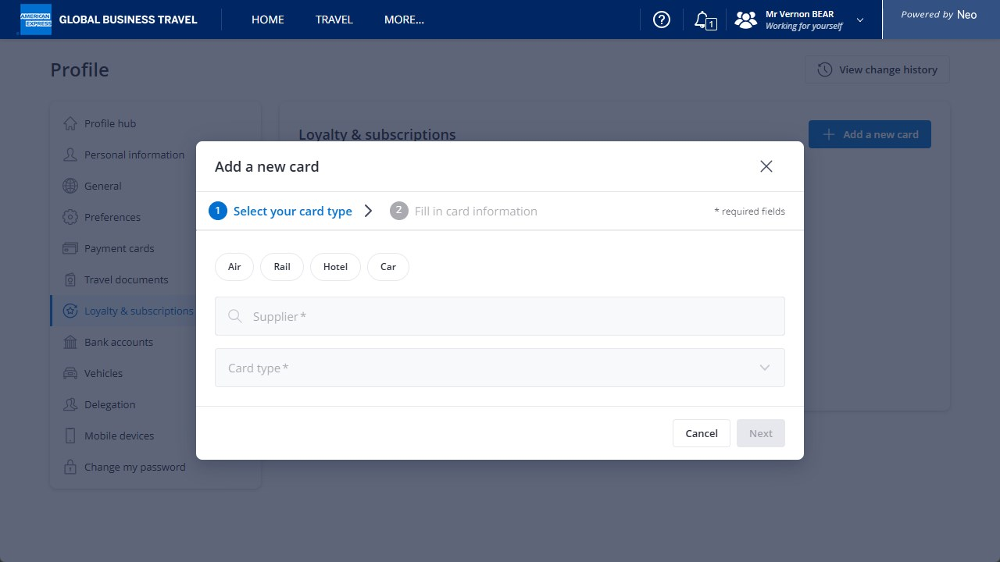 AMERICAN EXPRESS
GLOBAL BUSINESS TRAVEL
HOME
TRAVEL
MORE...
1
Mr Vernon BEAR
Working for yourself
Powered by Neo
Profile
View change history
Profile hub
Personal information
General
Preferences
Payment cards
Travel documents
Loyalty & subscriptions
Bank accounts
Vehicles
Delegation
Mobile devices
Change my password
Loyalty & subscriptions
Add a new card
Add a new card
1 Select your card type
2 Fill in card information
* required fields
Air
Rail
Hotel
Car
Supplier*
Card type*
Cancel
Next